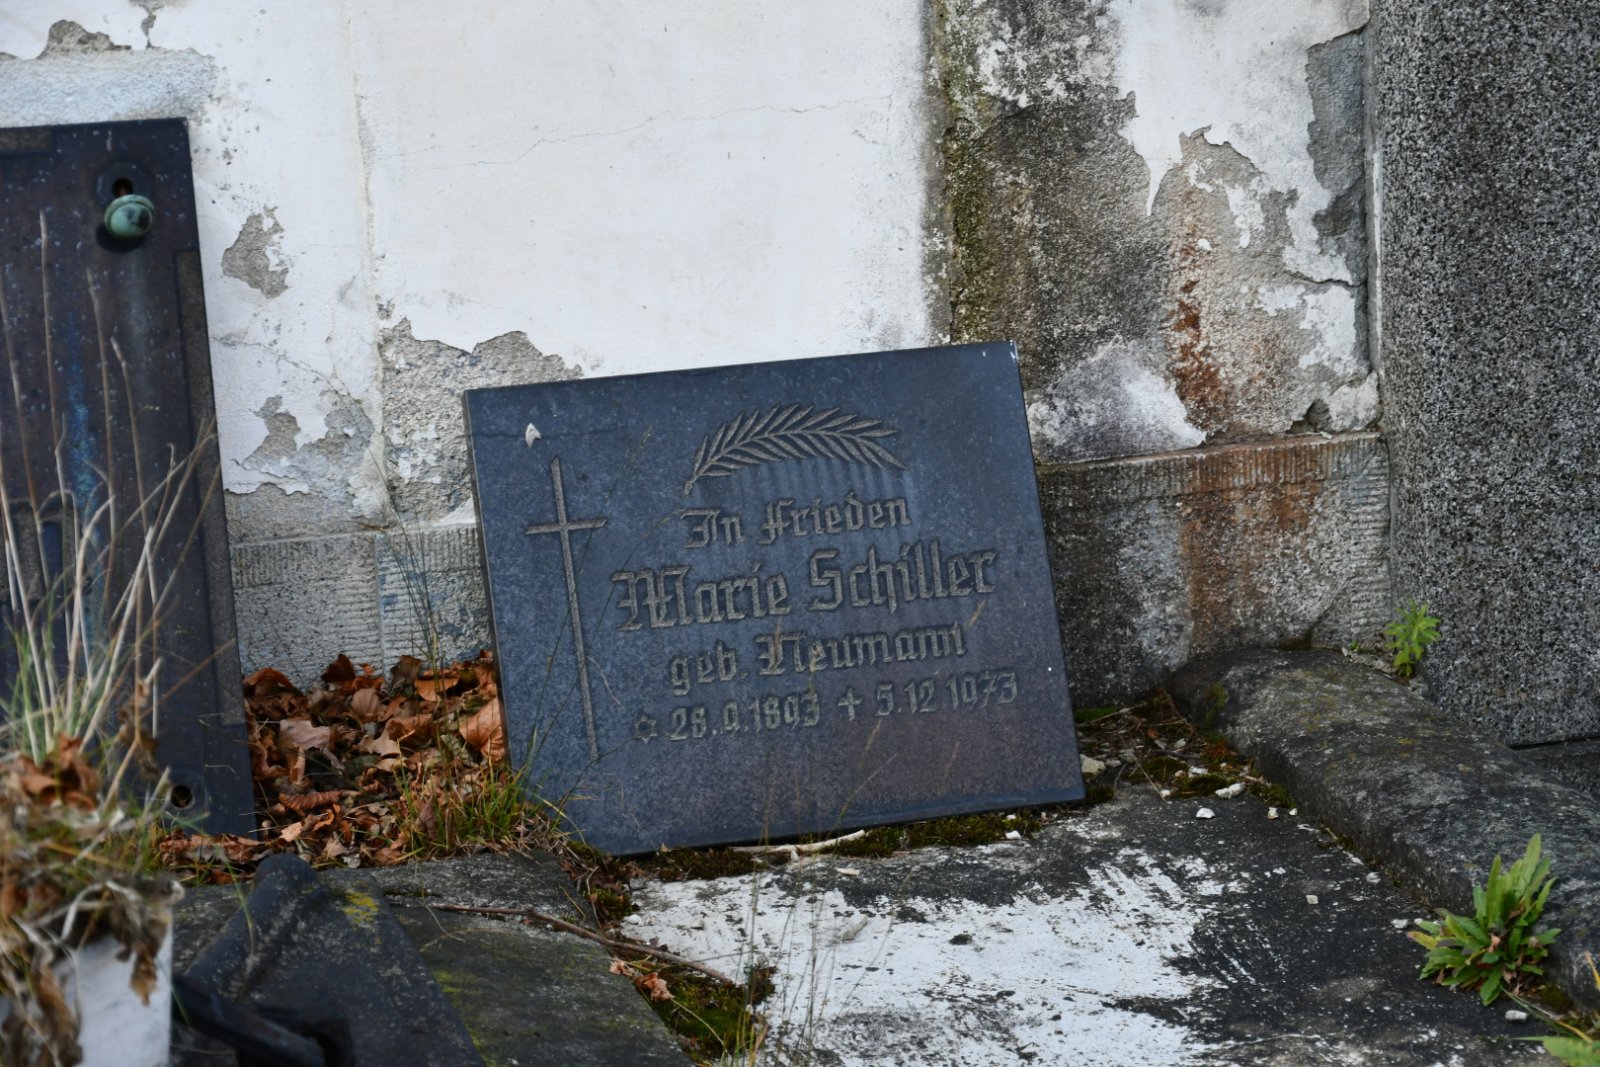 In Frieden
Marie Schiller
geb. Neumann
✡ 28.9.1893 ✝ 5.12.1973